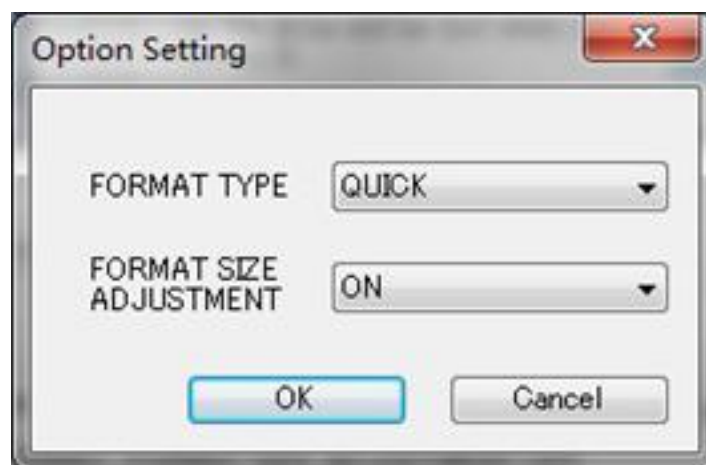 Option Setting
FORMAT TYPE QUICK
FORMAT SIZE
ADJUSTMENT ON
OK Cancel